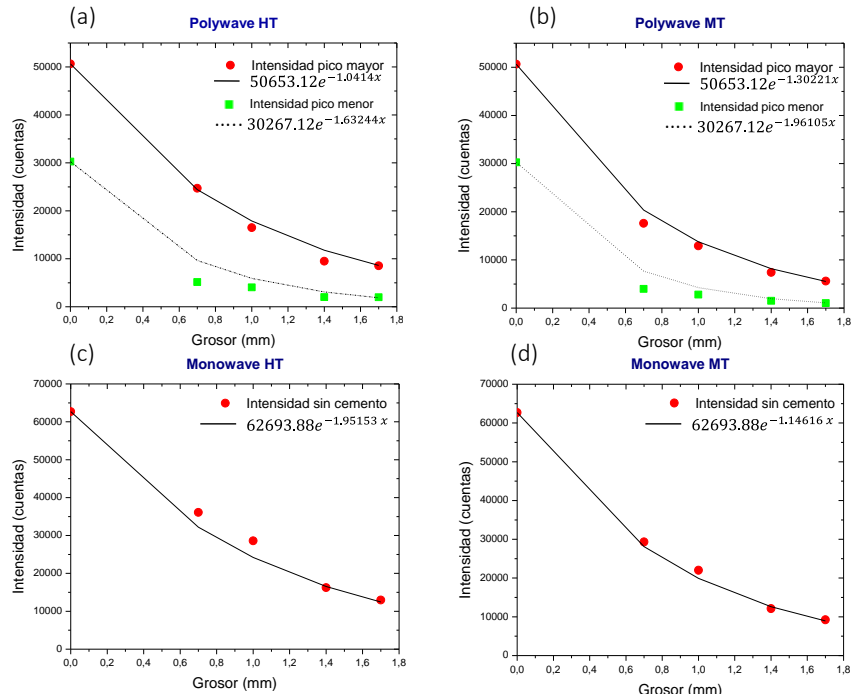 (a)
Polywave HT
Intensidad pico mayor
50653.12e^{-1.0414x}
Intensidad pico menor
30267.12e^{-1.63244x}
Intensidad (cuentas)
50000
40000
30000
20000
10000
0
0,0 0,2 0,4 0,6 0,8 1,0 1,2 1,4 1,6 1,8
Grosor (mm)
(b)
Polywave MT
Intensidad pico mayor
50653.12e^{-1.30221x}
Intensidad pico menor
30267.12e^{-1.96105x}
Intensidad (cuentas)
50000
40000
30000
20000
10000
0
0,0 0,2 0,4 0,6 0,8 1,0 1,2 1,4 1,6 1,8
Grosor (mm)
(c)
Monowave HT
Intensidad sin cemento
62693.88e^{-1.95153 x}
Intensidad (cuentas)
70000
60000
50000
40000
30000
20000
10000
0
0,0 0,2 0,4 0,6 0,8 1,0 1,2 1,4 1,6 1,8
Grosor (mm)
(d)
Monowave MT
Intensidad sin cemento
62693.88e^{-1.14616 x}
Intensidad (cuentas)
70000
60000
50000
40000
30000
20000
10000
0
0,0 0,2 0,4 0,6 0,8 1,0 1,2 1,4 1,6 1,8
Grosor (mm)